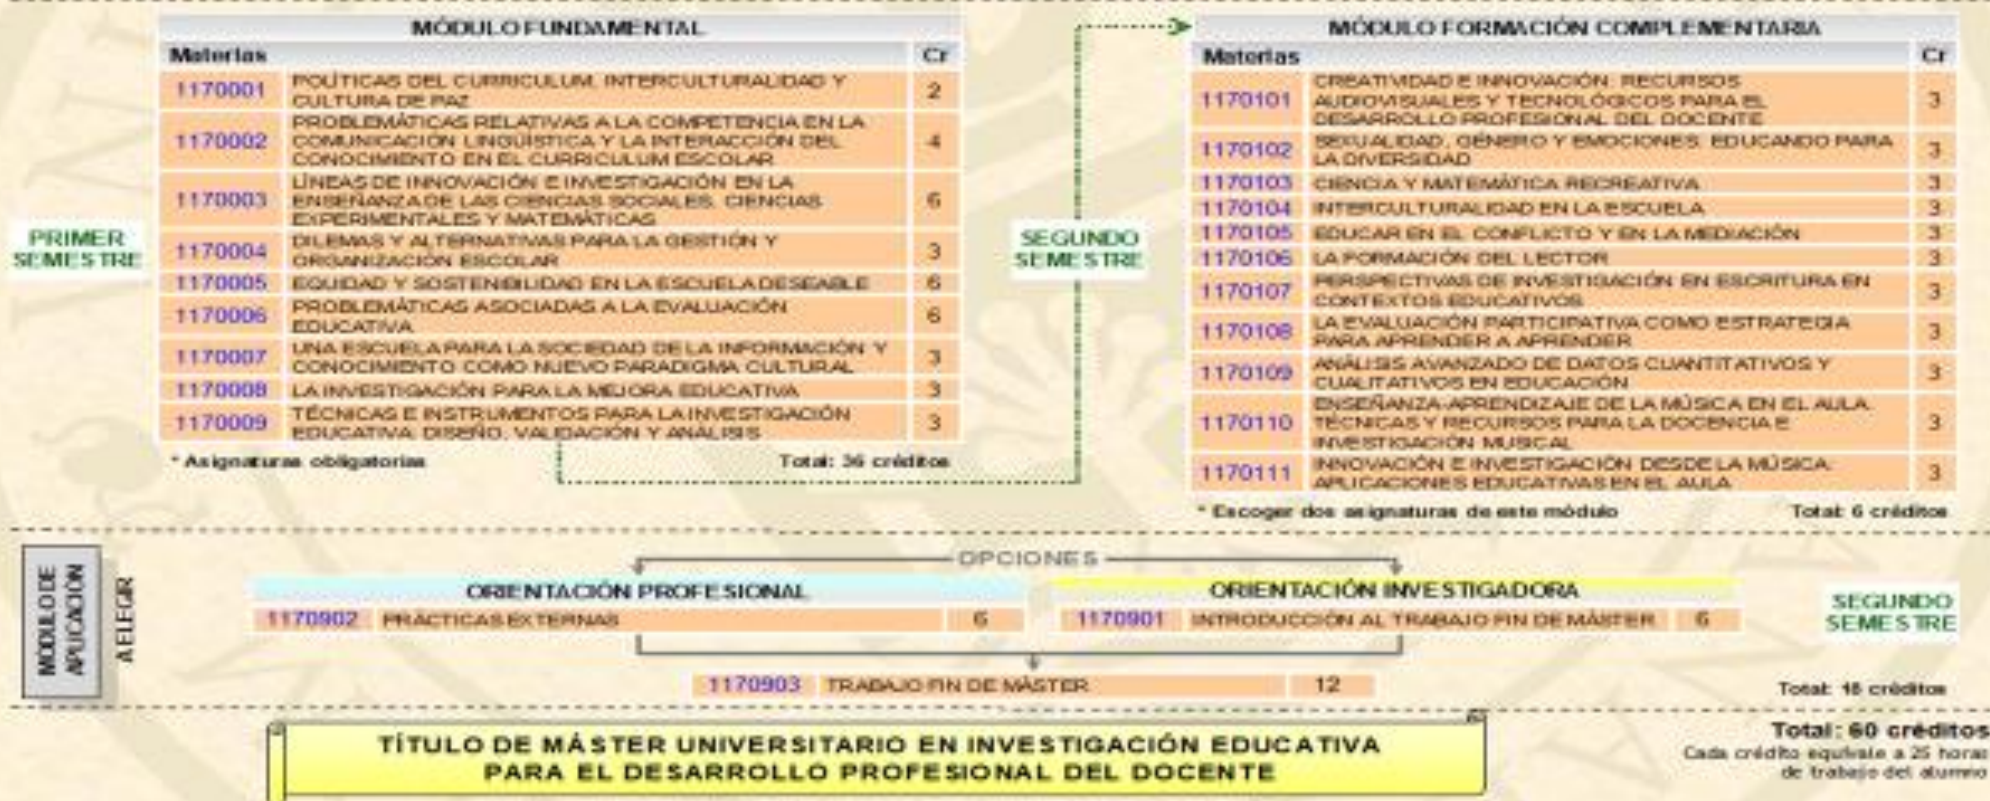 MÓDULO FUNDAMENTAL
Materias Cr
1170001 POLÍTICAS DEL CURRICULUM, INTERCULTURALIDAD Y
CULTURA DE PAZ 2
1170002 PROBLEMÁTICAS RELATIVAS A LA COMPETENCIA EN LA
COMUNICACIÓN LINGÜÍSTICA Y LA INTERACCIÓN DEL
CONOCIMIENTO EN EL CURRICULUM ESCOLAR 4
1170003 LÍNEAS DE INNOVACIÓN E INVESTIGACIÓN EN LA
ENSEÑANZA DE LAS CIENCIAS SOCIALES, CIENCIAS
EXPERIMENTALES Y MATEMÁTICAS 6
1170004 DILEMAS Y ALTERNATIVAS PARA LA GESTIÓN Y
ORGANIZACIÓN ESCOLAR 3
1170005 EQUIDAD Y SOSTENIBILIDAD EN LA ESCUELA DESEABLE 6
1170006 PROBLEMÁTICAS ASOCIADAS A LA EVALUACIÓN
EDUCATIVA 6
1170007 UNA ESCUELA PARA LA SOCIEDAD DE LA INFORMACIÓN Y
CONOCIMIENTO COMO NUEVO PARADIGMA CULTURAL 3
1170008 LA INVESTIGACIÓN PARA LA MEJORA EDUCATIVA 3
1170009 TÉCNICAS E INSTRUMENTOS PARA LA INVESTIGACIÓN
EDUCATIVA: DISEÑO, VALIDACIÓN Y ANÁLISIS 3
* Asignaturas obligatorias Total: 36 créditos
PRIMER
SEMESTRE
SEGUNDO
SEMESTRE
MÓDULO FORMACIÓN COMPLEMENTARIA
Materias Cr
1170101 CREATIVIDAD E INNOVACIÓN: RECURSOS
AUDIOVISUALES Y TECNOLÓGICOS PARA EL
DESARROLLO PROFESIONAL DEL DOCENTE 3
1170102 SEXUALIDAD, GÉNERO Y EMOCIONES: EDUCANDO PARA
LA DIVERSIDAD 3
1170103 CIENCIA Y MATEMÁTICA RECREATIVA 3
1170104 INTERCULTURALIDAD EN LA ESCUELA 3
1170105 EDUCAR EN EL CONFLICTO Y EN LA MEDIACIÓN 3
1170106 LA FORMACIÓN DEL LECTOR 3
1170107 PERSPECTIVAS DE INVESTIGACIÓN EN ESCRITURA EN
CONTEXTOS EDUCATIVOS 3
1170108 LA EVALUACIÓN PARTICIPATIVA COMO ESTRATEGIA
PARA APRENDER A APRENDER 3
1170109 ANÁLISIS AVANZADO DE DATOS CUANTITATIVOS Y
CUALITATIVOS EN EDUCACIÓN 3
1170110 ENSEÑANZA-APRENDIZAJE DE LA MÚSICA EN EL AULA.
TÉCNICAS Y RECURSOS PARA LA DOCENCIA E
INVESTIGACIÓN MUSICAL 3
1170111 INNOVACIÓN E INVESTIGACIÓN DESDE LA MÚSICA:
APLICACIONES EDUCATIVAS EN EL AULA 3
* Escoger dos asignaturas de este módulo Total: 6 créditos
MÓDULO DE
APLICACIÓN
A ELEGIR
OPCIONES
ORIENTACIÓN PROFESIONAL
1170902 PRÁCTICAS EXTERNAS 6
ORIENTACIÓN INVESTIGADORA
1170901 INTRODUCCIÓN AL TRABAJO FIN DE MÁSTER 6
SEGUNDO
SEMESTRE
1170903 TRABAJO FIN DE MÁSTER 12
Total: 18 créditos
TÍTULO DE MÁSTER UNIVERSITARIO EN INVESTIGACIÓN EDUCATIVA
PARA EL DESARROLLO PROFESIONAL DEL DOCENTE
Total: 60 créditos
Cada crédito equivale a 25 horas
de trabajo del alumno